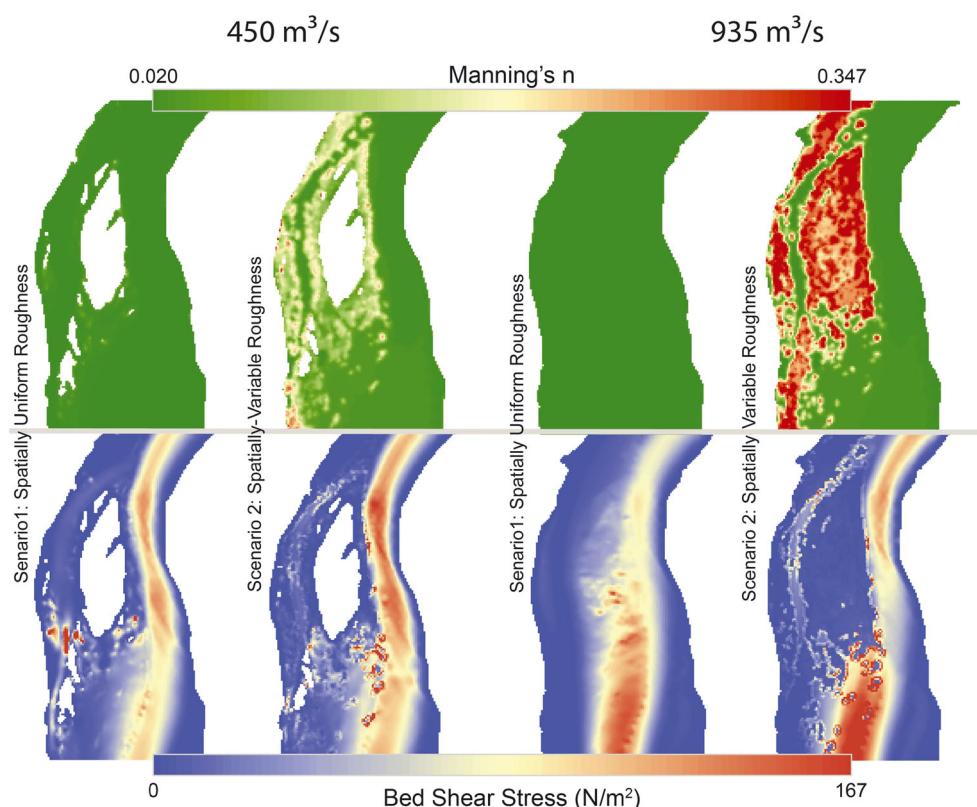 450 m³/s
935 m³/s
0.020
Manning's n
0.347
Senario1: Spatially Uniform Roughness
Scenario 2: Spatially-Variable Roughness
Senario1: Spatially Uniform Roughness
Scenario 2: Spatially Variable Roughness
0
Bed Shear Stress (N/m²)
167